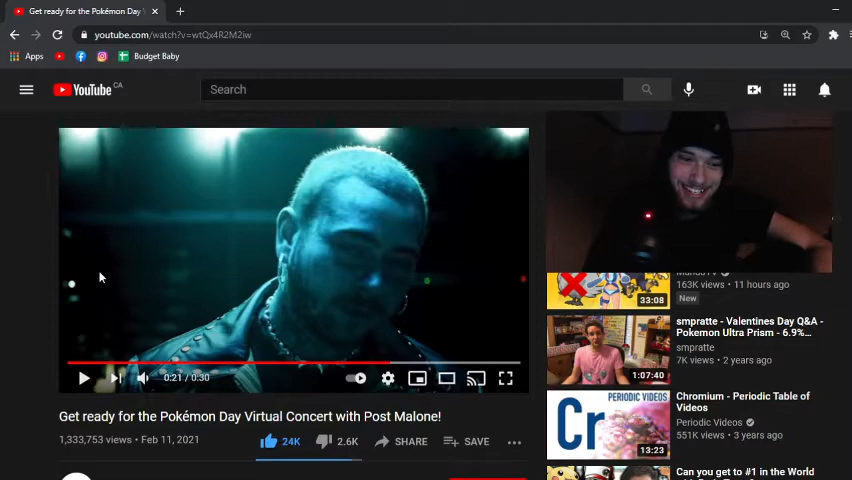 Get ready for the Pokémon Day V
youtube.com/watch?v=wtQx4R2M2iw
Apps
Budget Baby
YouTube CA
Search
163K views • 11 hours ago
New
33:08
smpratte - Valentines Day Q&A -
Pokemon Ultra Prism - 6.9%...
smpratte
7K views • 2 years ago
1:07:40
0:21 / 0:30
PERIODIC VIDEOS
Cr
13:23
Chromium - Periodic Table of
Videos
Periodic Videos
551K views • 3 years ago
Get ready for the Pokémon Day Virtual Concert with Post Malone!
1,333,753 views • Feb 11, 2021
24K
2.6K
SHARE
SAVE
Can you get to #1 in the World